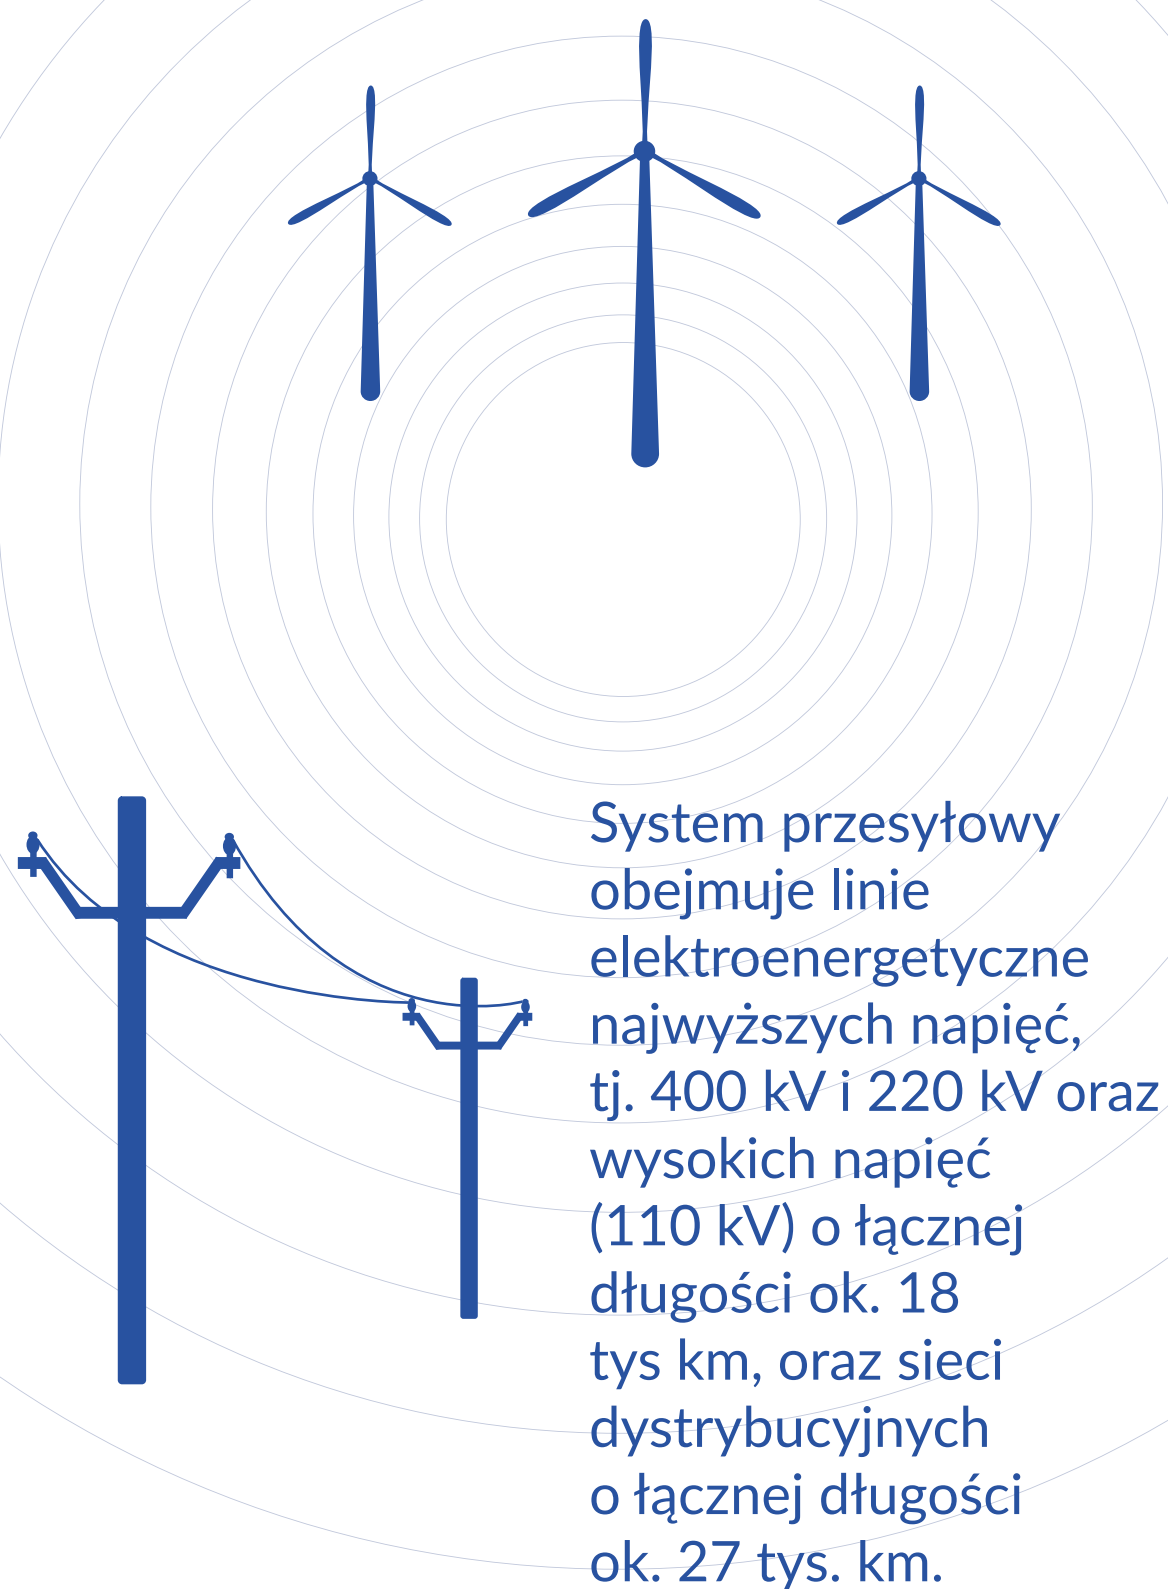 System przesyłowy
obejmuje linie
elektroenergetyczne
najwyższych napięć,
tj. 400 kV i 220 kV oraz
wysokich napięć
(110 kV) o łącznej
długości ok. 18
tys km, oraz sieci
dystrybucyjnych
o łącznej długości
ok. 27 tys. km.